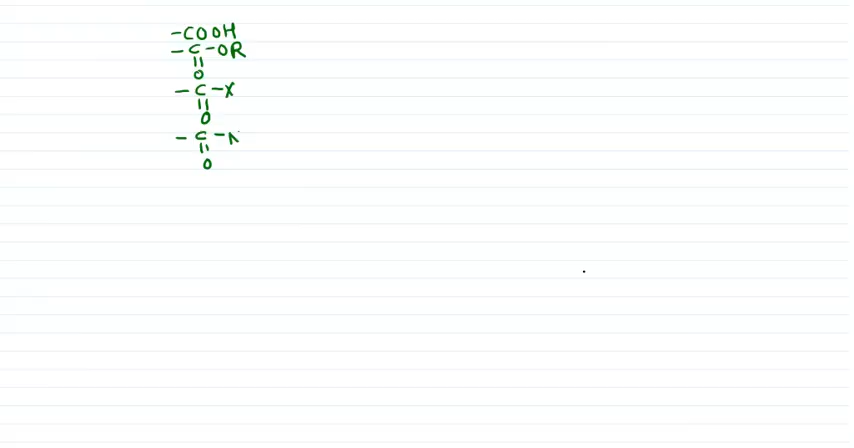 -COOH
- C - OR
||
O
- C - X
||
O
- C -
||
O